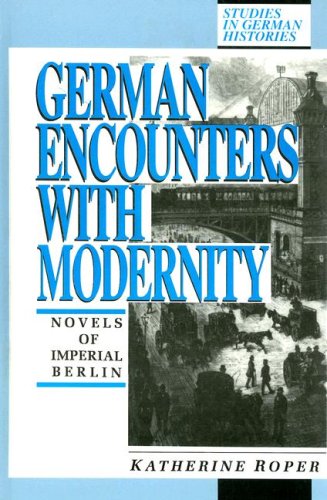 STUDIES
IN GERMAN
HISTORIES
GERMAN
ENCOUNTERS
WITH
MODERNITY
NOVELS
OF
IMPERIAL
BERLIN
KATHERINE ROPER